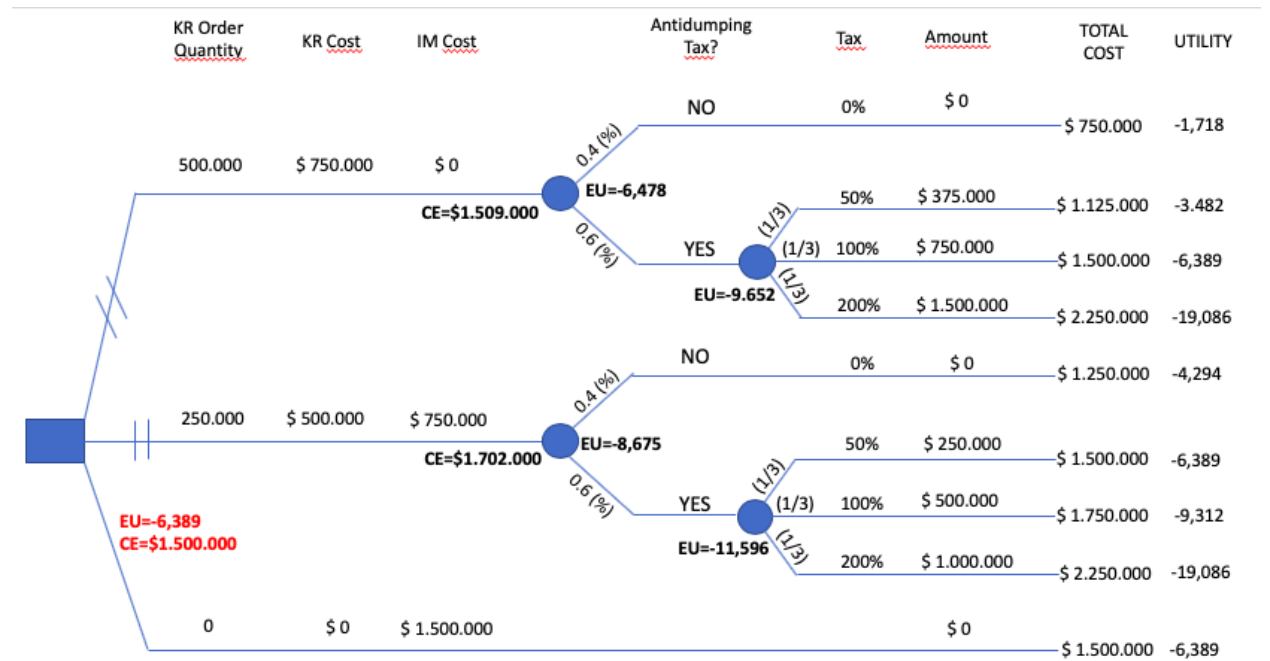 KR Order
Quantity
KR Cost
IM Cost
Antidumping
Tax?
Tax
Amount
TOTAL
COST
UTILITY
NO
0%
$ 0
-$ 750.000
-1,718
0.4 (%)
500.000
$ 750.000
$ 0
EU=-6,478
CE=$1.509.000
0.6 (%)
YES
(1/3)
50%
$ 375.000
-$ 1.125.000
-3.482
(1/3)
100%
$ 750.000
-$ 1.500.000
-6,389
EU=-9.652
(1/3)
200%
$ 1.500.000
-$ 2.250.000
-19,086
NO
0%
$ 0
-$ 1.250.000
-4,294
0.4 (%)
250.000
$ 500.000
$ 750.000
EU=-8,675
CE=$1.702.000
0.6 (%)
YES
(1/3)
50%
$ 250.000
-$ 1.500.000
-6,389
(1/3)
100%
$ 500.000
-$ 1.750.000
-9,312
EU=-11,596
(1/3)
200%
$ 1.000.000
-$ 2.250.000
-19,086
EU=-6,389
CE=$1.500.000
0
$ 0
$ 1.500.000
$ 0
-$ 1.500.000
-6,389